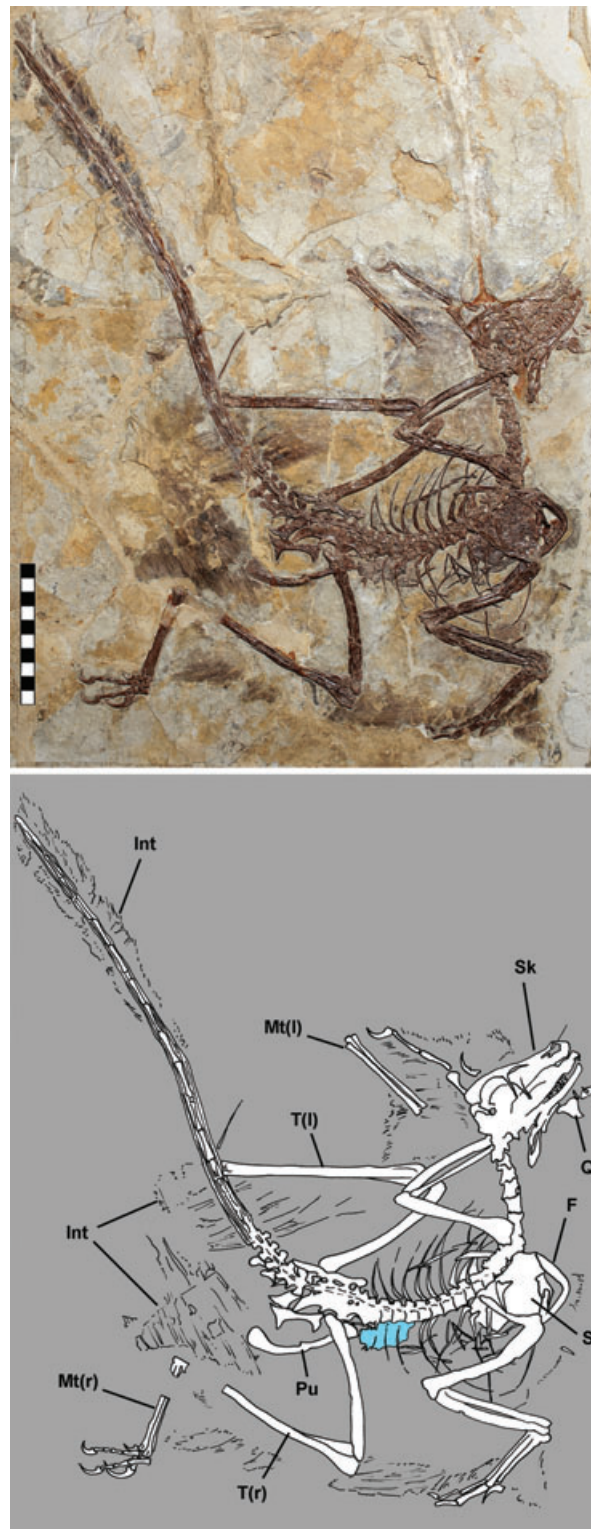 Int
Sk
Mt(l)
T(l)
Q
F
Int
S
Pu
Mt(r)
T(r)